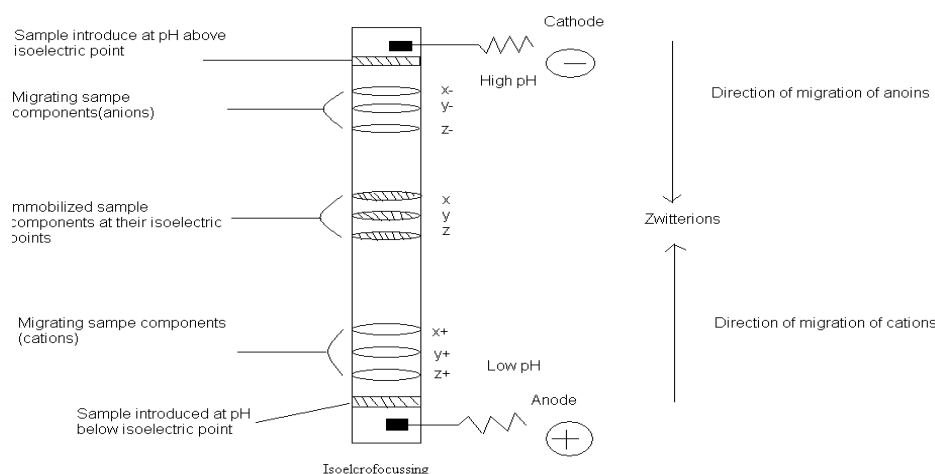 Sample introduce at pH above
isoelectric point
Cathode
High pH
Migrating sampe
components(anions)
x-
y-
z-
Direction of migration of anoins
mmobilized sample
components at their isoelectric
points
x
y
z
Zwitterions
Migrating sampe components
(cations)
x+
y+
z+
Direction of migration of cations
Low pH
Anode
Sample introduced at pH
below isoelectric point
Isoelcrofocussing